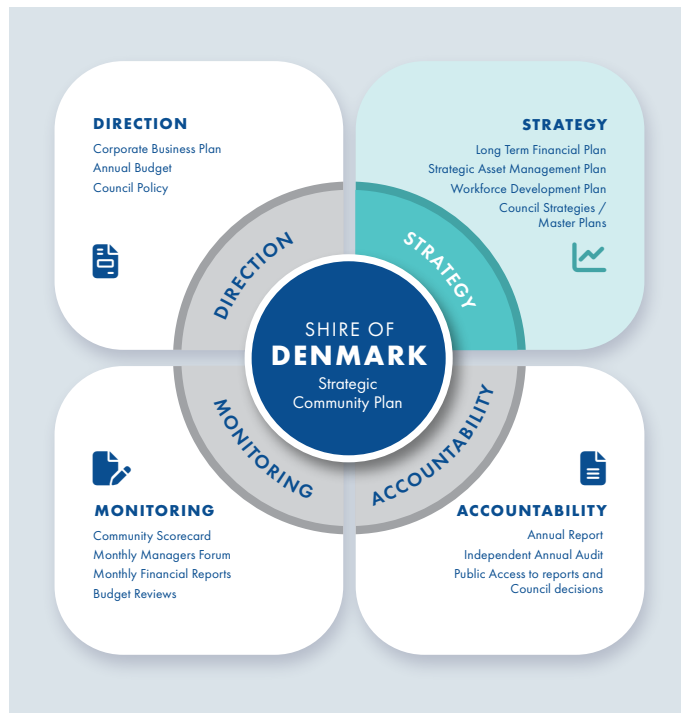 DIRECTION
Corporate Business Plan
Annual Budget
Council Policy
STRATEGY
Long Term Financial Plan
Strategic Asset Management Plan
Workforce Development Plan
Council Strategies /
Master Plans
DIRECTION
STRATEGY
SHIRE OF
DENMARK
Strategic
Community Plan
MONITORING
ACCOUNTABILITY
MONITORING
Community Scorecard
Monthly Managers Forum
Monthly Financial Reports
Budget Reviews
ACCOUNTABILITY
Annual Report
Independent Annual Audit
Public Access to reports and
Council decisions